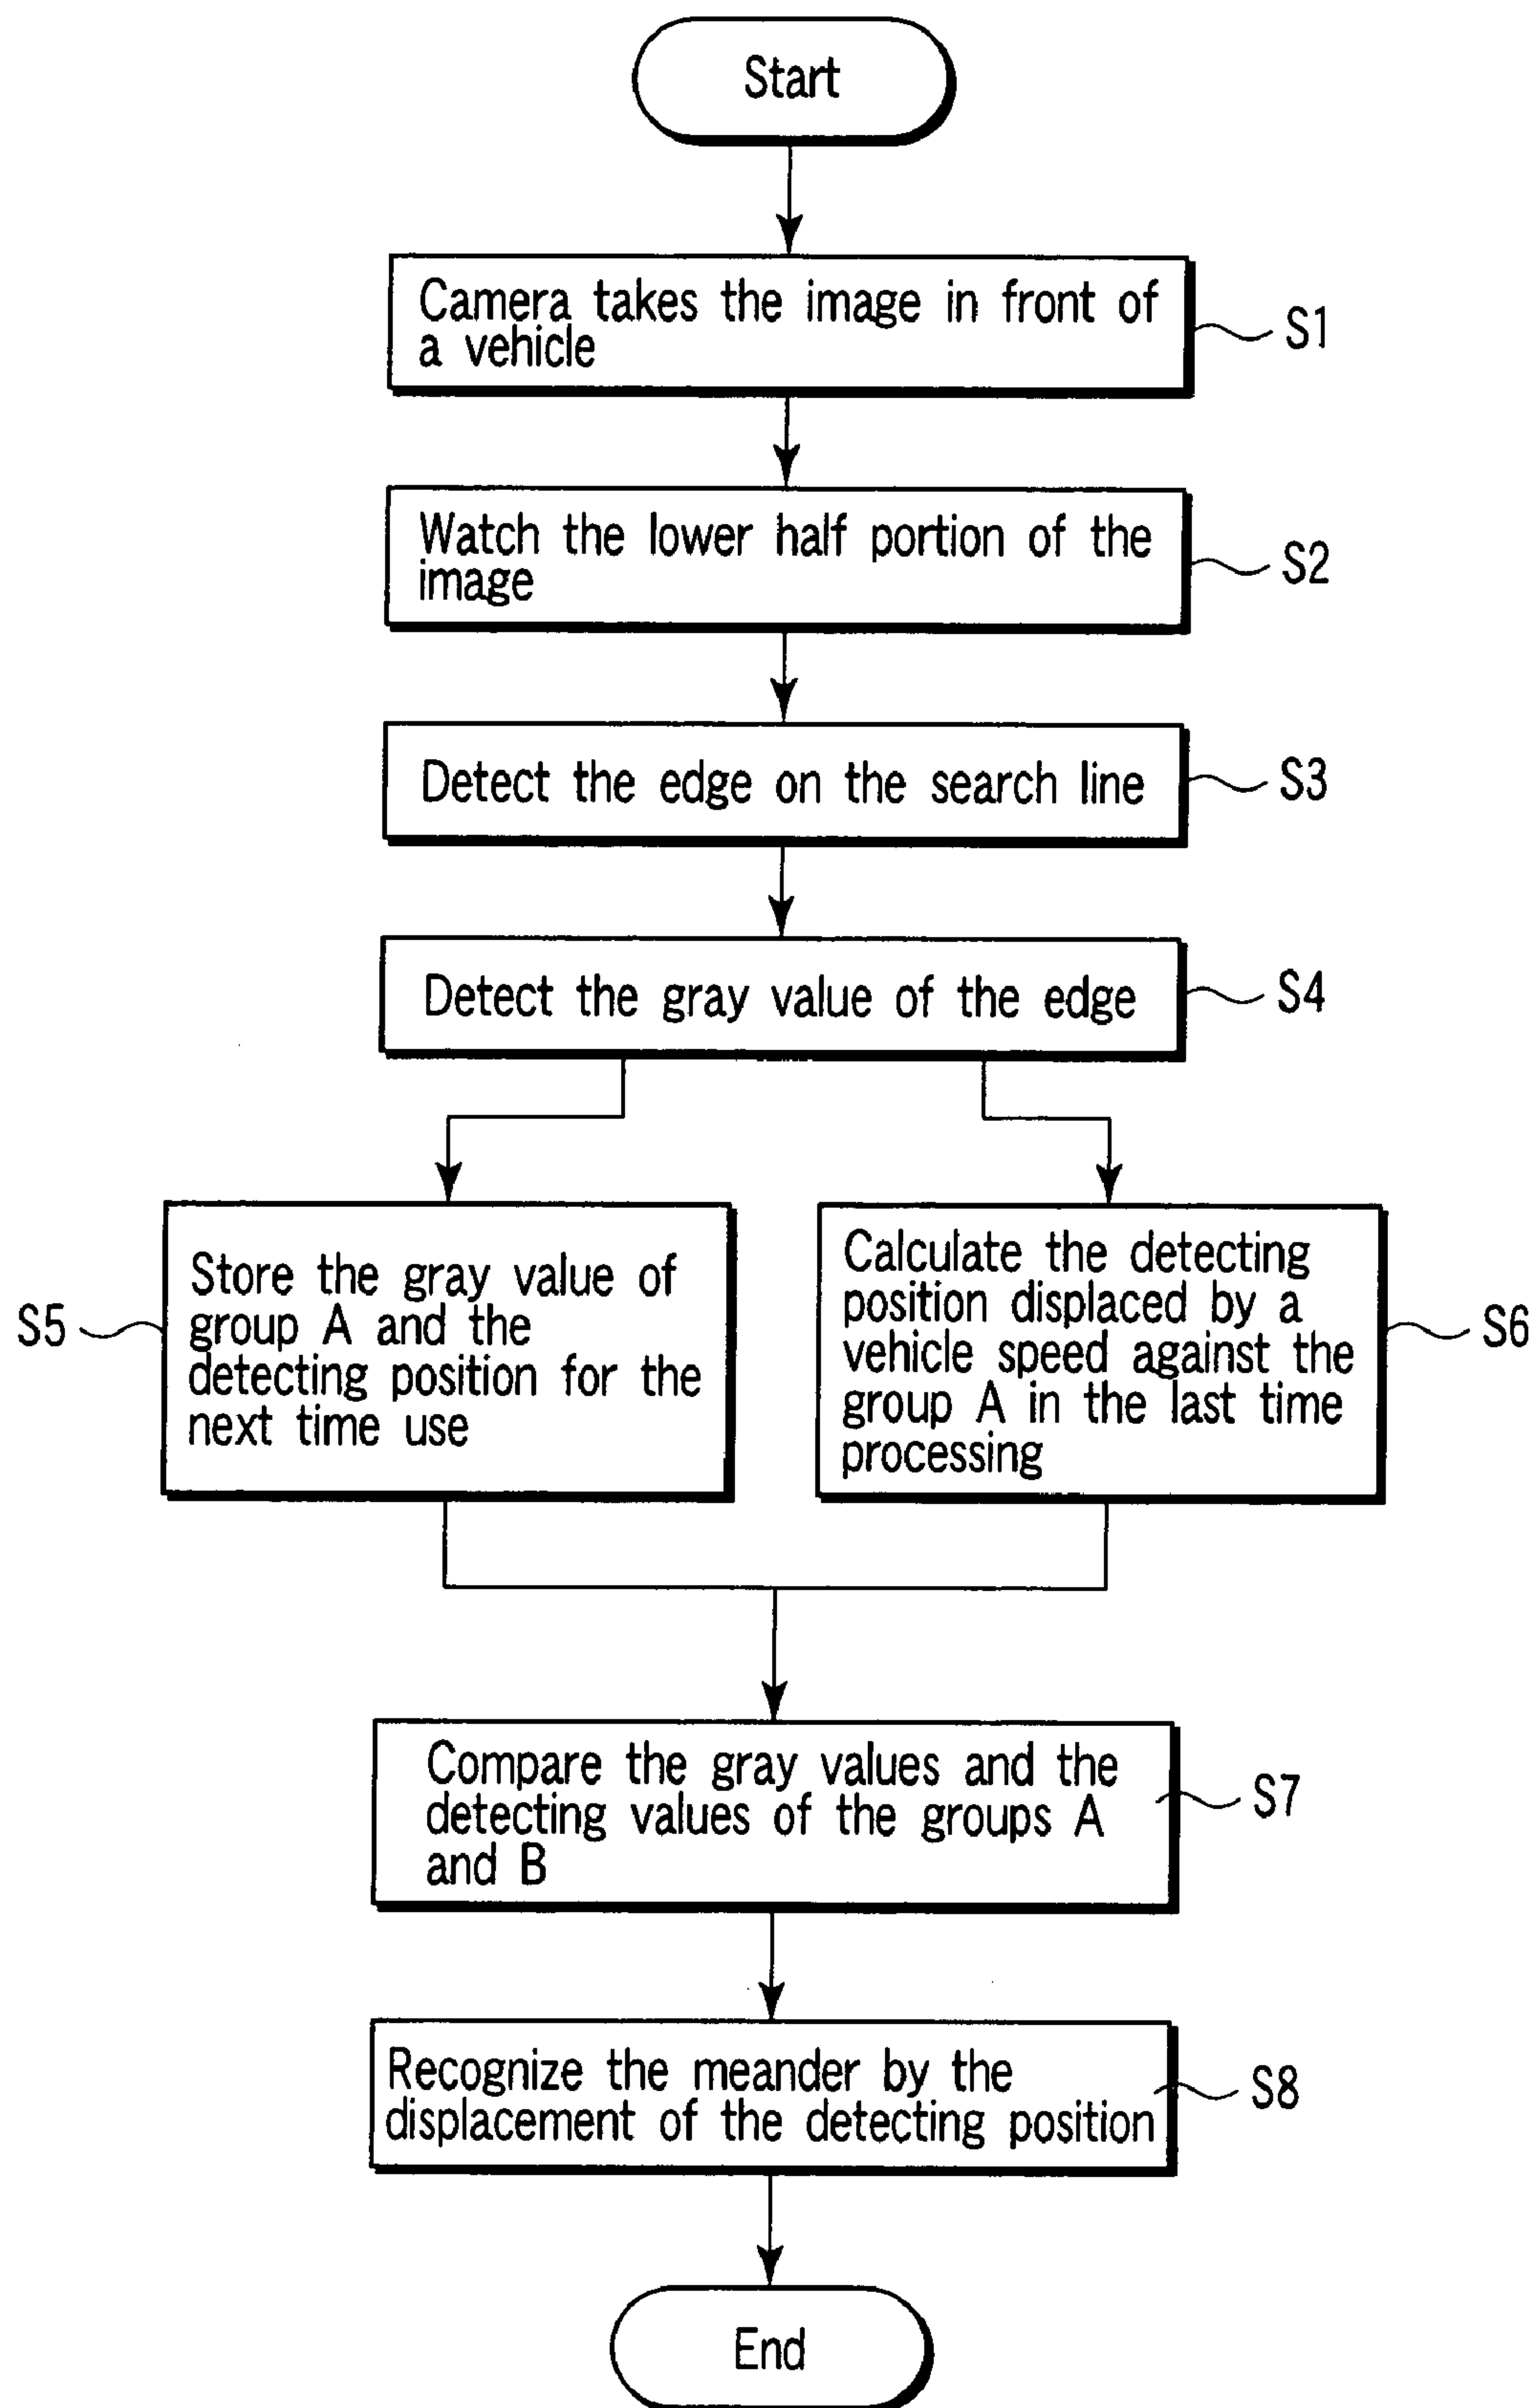 Start
Camera takes the image in front of
a vehicle
S1
Watch the lower half portion of the
image
S2
Detect the edge on the search line
S3
Detect the gray value of the edge
S4
S5
Store the gray value of
group A and the
detecting position for the
next time use
Calculate the detecting
position displaced by a
vehicle speed against the
group A in the last time
processing
S6
Compare the gray values and the
detecting values of the groups A
and B
S7
Recognize the meander by the
displacement of the detecting position
S8
End